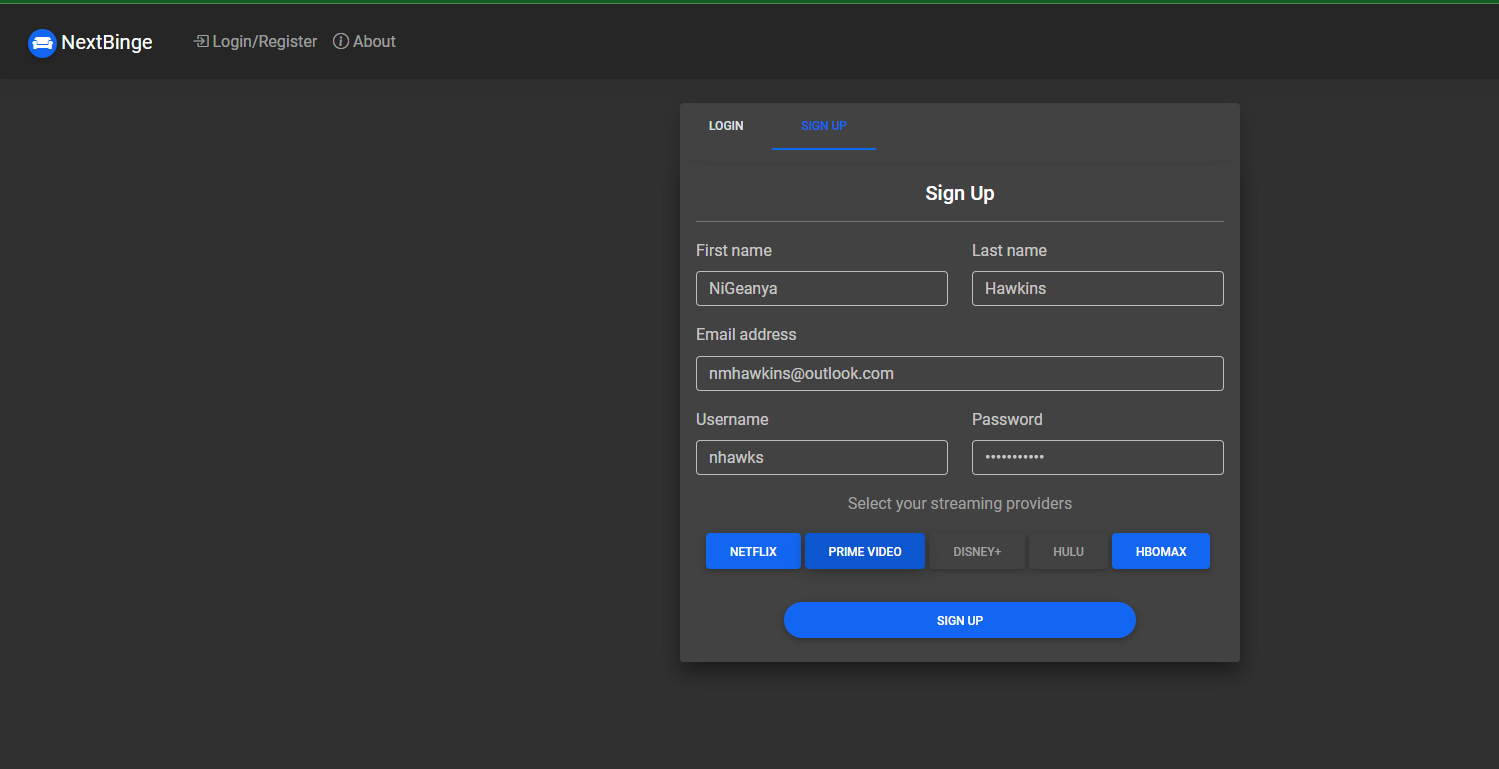 NextBinge Login/Register About
LOGIN SIGN UP
Sign Up
First name Last name
NiGeanya Hawkins
Email address
nmhawkins@outlook.com
Username Password
nhawks •••••••••••
Select your streaming providers
NETFLIX PRIME VIDEO DISNEY+ HULU HBOMAX
SIGN UP